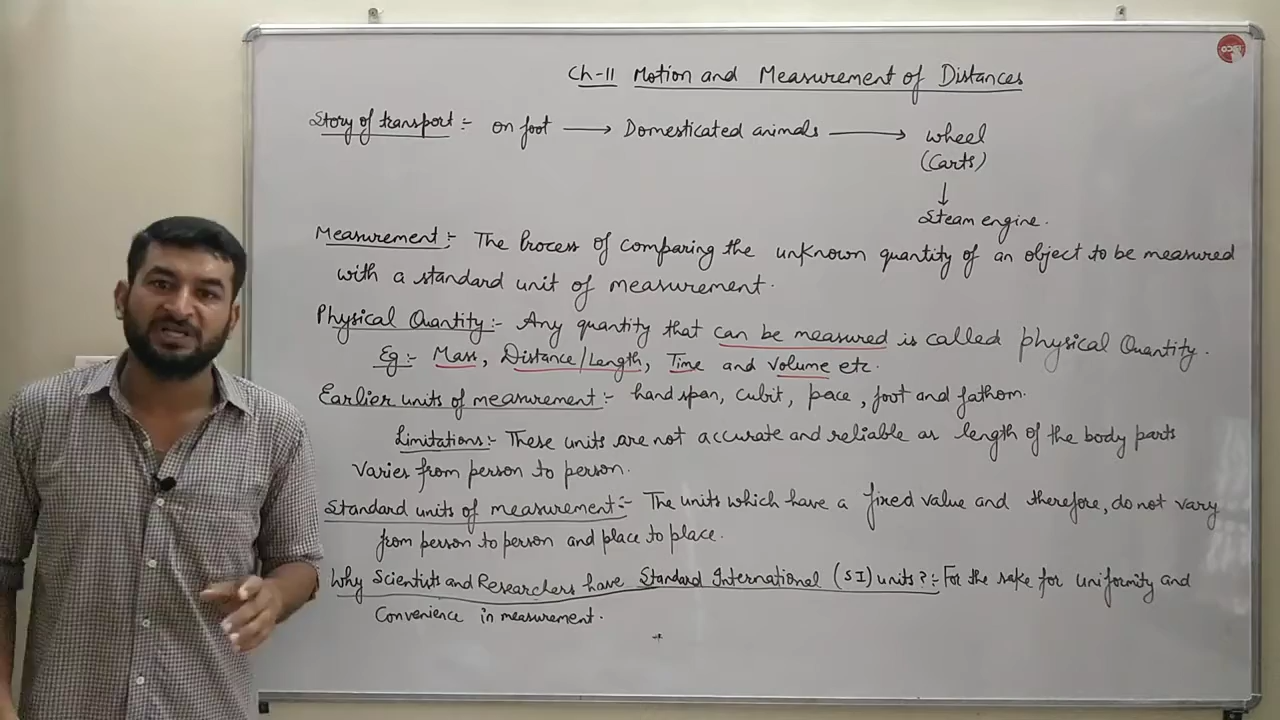 Ch-11 Motion and Measurement of Distances
Story of transport :- on foot → Domesticated animals → wheel
(Carts)
↓
Steam engine.
Measurement :- The Process of comparing the unknown quantity of an object to be measured
with a standard unit of measurement.
Physical Quantity :- Any quantity that can be measured is called physical Quantity.
Eg :- Mass, Distance/Length, Time and Volume etc.
Earlier units of measurement :- hand span, cubit, pace, foot and fathom.
Limitations :- These units are not accurate and reliable as length of the body parts
Varies from person to person.
Standard units of measurement :- The units which have a fixed value and therefore, do not vary
from person to person and place to place.
Why Scientists and Researchers have Standard International (SI) units? :- For the sake for uniformity and
Convenience in measurement.